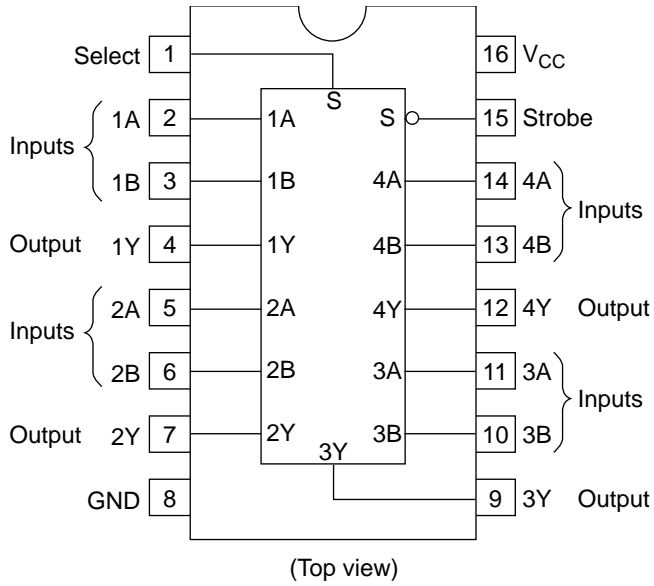 Select 1 S 16 VCC
Inputs 1A 2 1A S 15 Strobe
1B 3 1B 4A 14 4A Inputs
Output 1Y 4 1Y 4B 13 4B
Inputs 2A 5 2A 4Y 12 4Y Output
2B 6 2B 3A 11 3A Inputs
Output 2Y 7 2Y 3Y 3B 10 3B
GND 8 9 3Y Output
(Top view)